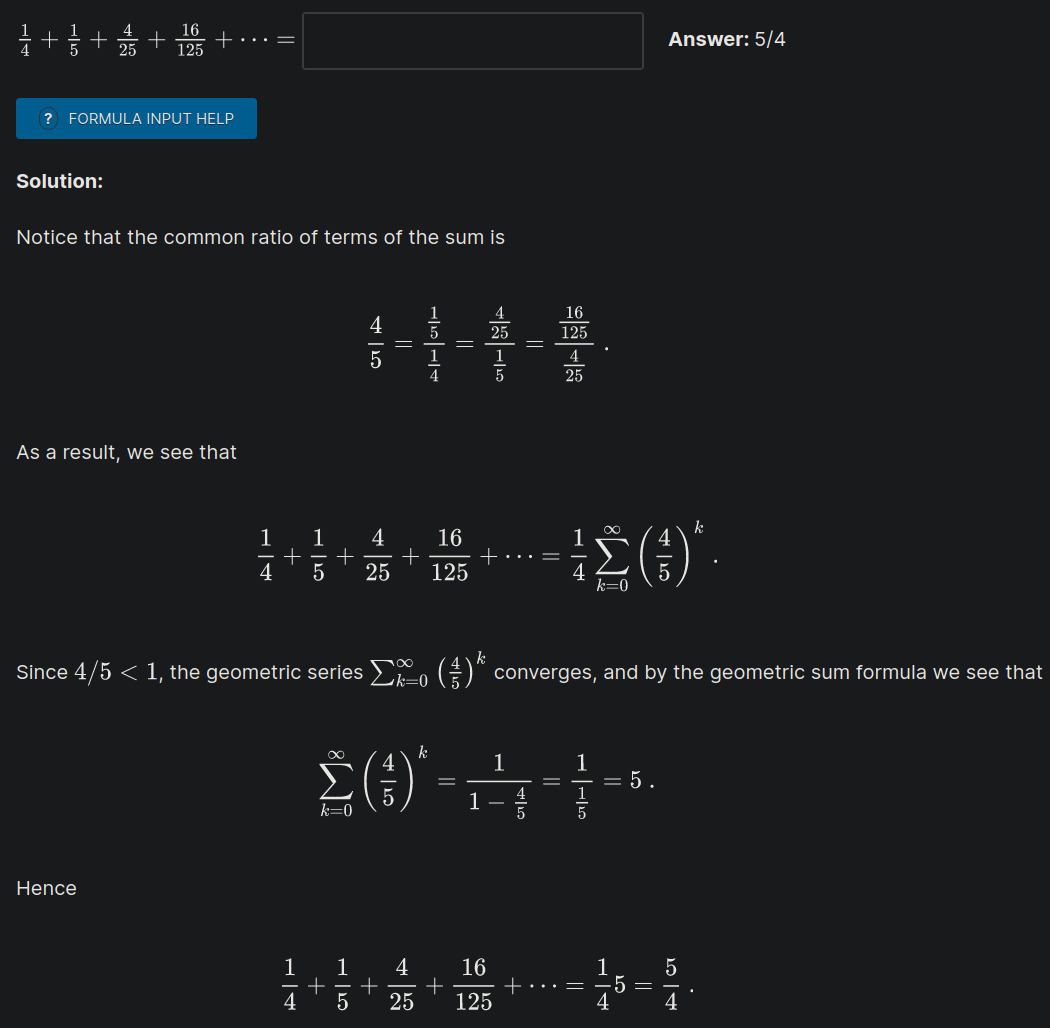 $\frac{1}{4} + \frac{1}{5} + \frac{4}{25} + \frac{16}{125} + \cdots =$ Answer: 5/4
? FORMULA INPUT HELP
Solution:
Notice that the common ratio of terms of the sum is
$\frac{4}{5} = \frac{\frac{1}{5}}{\frac{1}{4}} = \frac{\frac{4}{25}}{\frac{1}{5}} = \frac{\frac{16}{125}}{\frac{4}{25}}\,.$
As a result, we see that
$\frac{1}{4} + \frac{1}{5} + \frac{4}{25} + \frac{16}{125} + \cdots = \frac{1}{4} \sum_{k=0}^{\infty} \left(\frac{4}{5}\right)^k\,.$
Since $4/5 < 1$, the geometric series $\sum_{k=0}^{\infty} \left(\frac{4}{5}\right)^k$ converges, and by the geometric sum formula we see that
$\sum_{k=0}^{\infty} \left(\frac{4}{5}\right)^k = \frac{1}{1 - \frac{4}{5}} = \frac{1}{\frac{1}{5}} = 5\,.$
Hence
$\frac{1}{4} + \frac{1}{5} + \frac{4}{25} + \frac{16}{125} + \cdots = \frac{1}{4} 5 = \frac{5}{4}\,.$